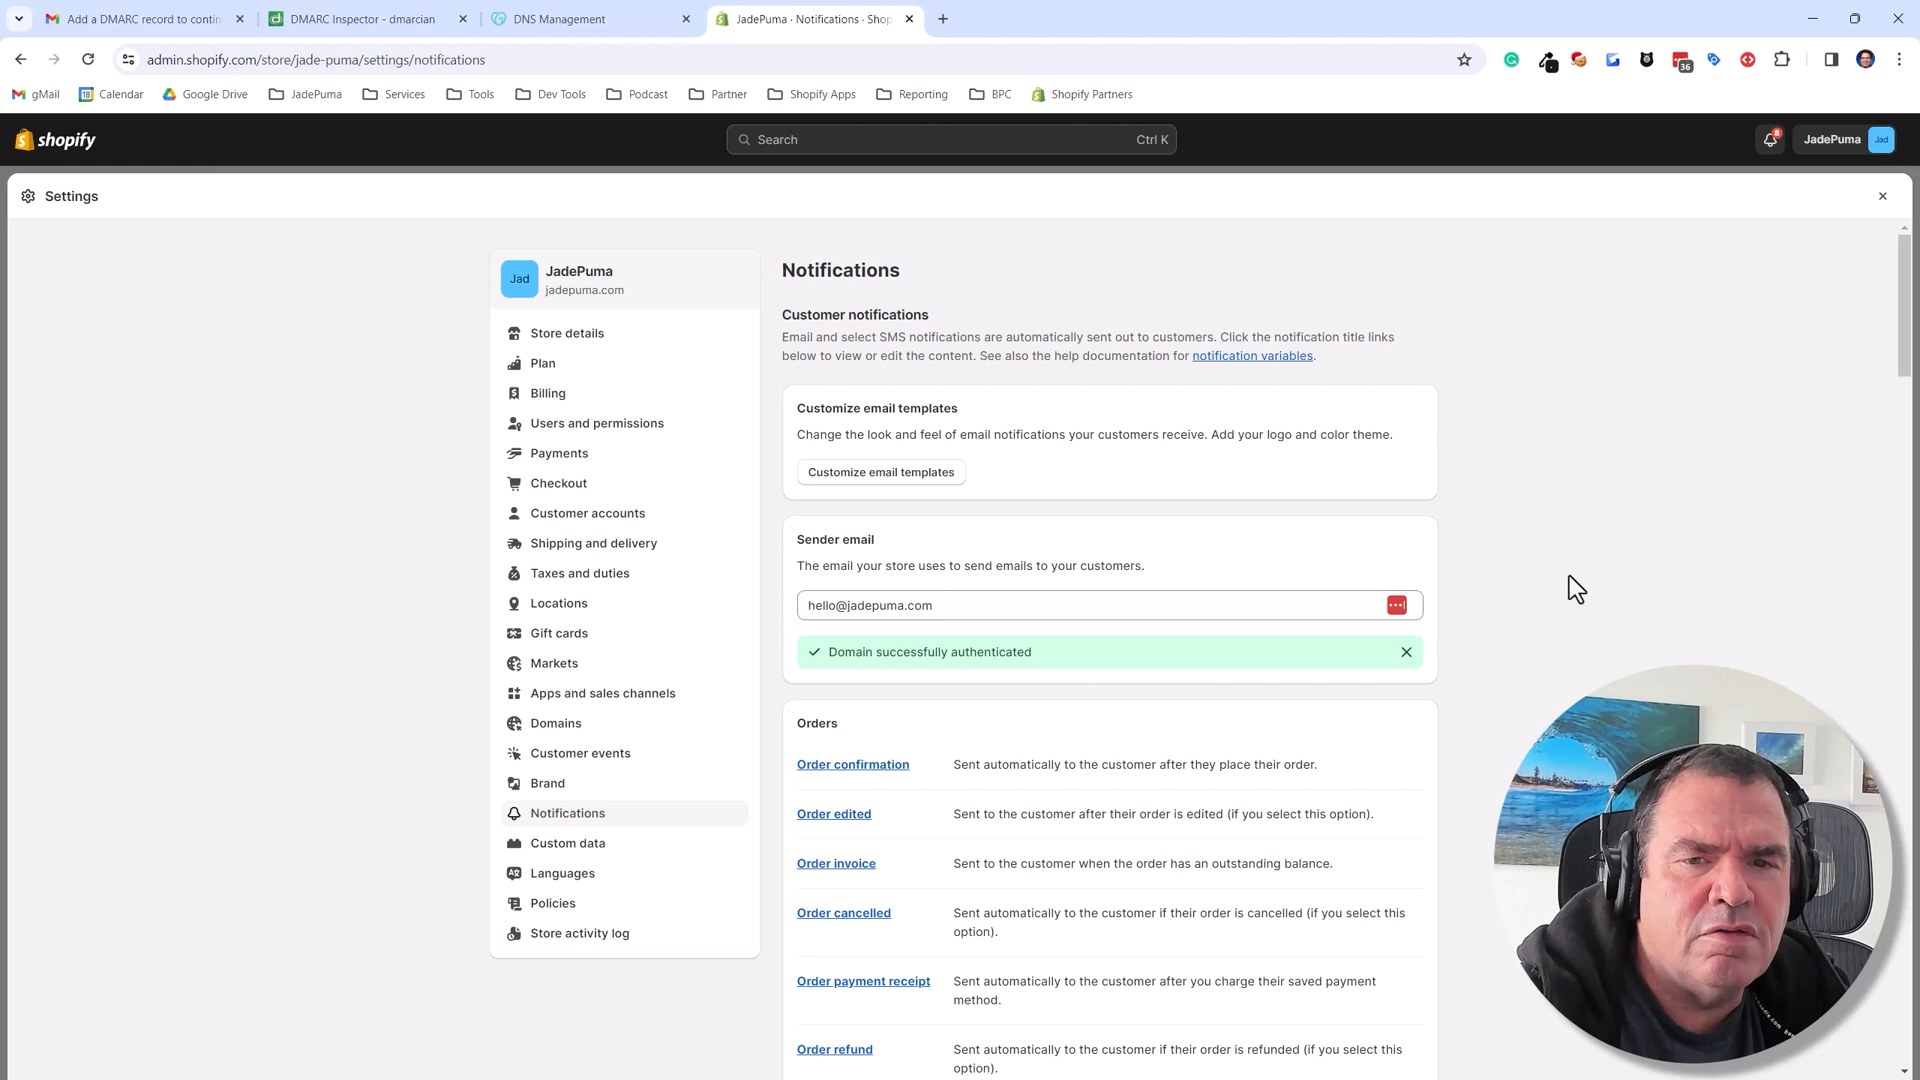 Add a DMARC record to contin
DMARC Inspector - dmarcian
DNS Management
JadePuma · Notifications · Shop
admin.shopify.com/store/jade-puma/settings/notifications
36
gMail
Calendar
Google Drive
JadePuma
Services
Tools
Dev Tools
Podcast
Partner
Shopify Apps
Reporting
BPC
Shopify Partners
shopify
Search
Ctrl K
8
JadePuma
Jad
Settings
Jad
JadePuma
jadepuma.com
Store details
Plan
Billing
Users and permissions
Payments
Checkout
Customer accounts
Shipping and delivery
Taxes and duties
Locations
Gift cards
Markets
Apps and sales channels
Domains
Customer events
Brand
Notifications
Custom data
Languages
Policies
Store activity log
Notifications
Customer notifications
Email and select SMS notifications are automatically sent out to customers. Click the notification title links
below to view or edit the content. See also the help documentation for notification variables.
Customize email templates
Change the look and feel of email notifications your customers receive. Add your logo and color theme.
Customize email templates
Sender email
The email your store uses to send emails to your customers.
hello@jadepuma.com
Domain successfully authenticated
Orders
Order confirmation
Sent automatically to the customer after they place their order.
Order edited
Sent to the customer after their order is edited (if you select this option).
Order invoice
Sent to the customer when the order has an outstanding balance.
Order cancelled
Sent automatically to the customer if their order is cancelled (if you select this
option).
Order payment receipt
Sent automatically to the customer after you charge their saved payment
method.
Order refund
Sent automatically to the customer if their order is refunded (if you select this
option).